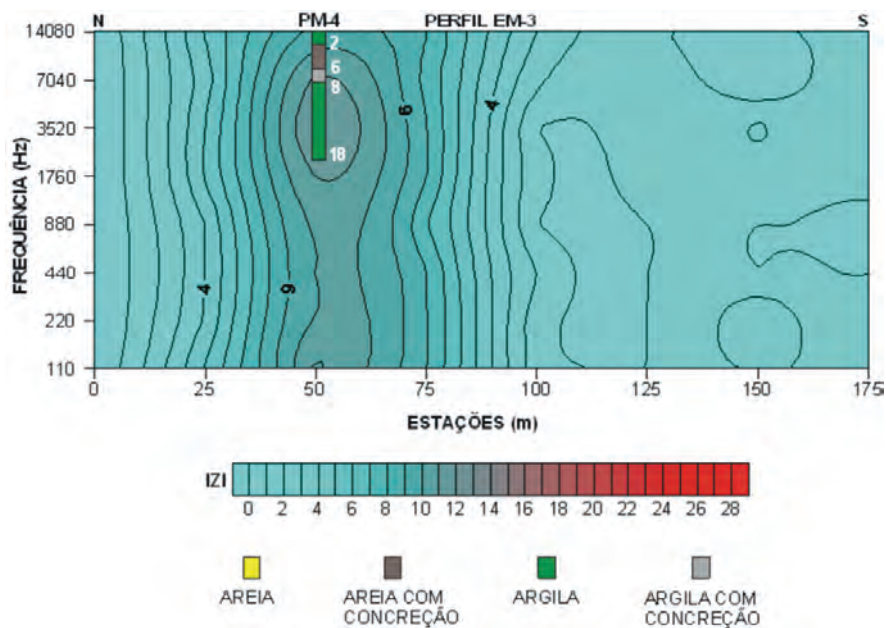 N PM-4 PERFIL EM-3 S
14080
7040
3520
1760
880
440
220
110
FREQUÊNCIA (Hz)
2
6
8
18
4
9
6
4
0 25 50 75 100 125 150 175
ESTAÇÕES (m)
IZI
0 2 4 6 8 10 12 14 16 18 20 22 24 26 28
AREIA
AREIA COM
CONCREÇÃO
ARGILA
ARGILA COM
CONCREÇÃO